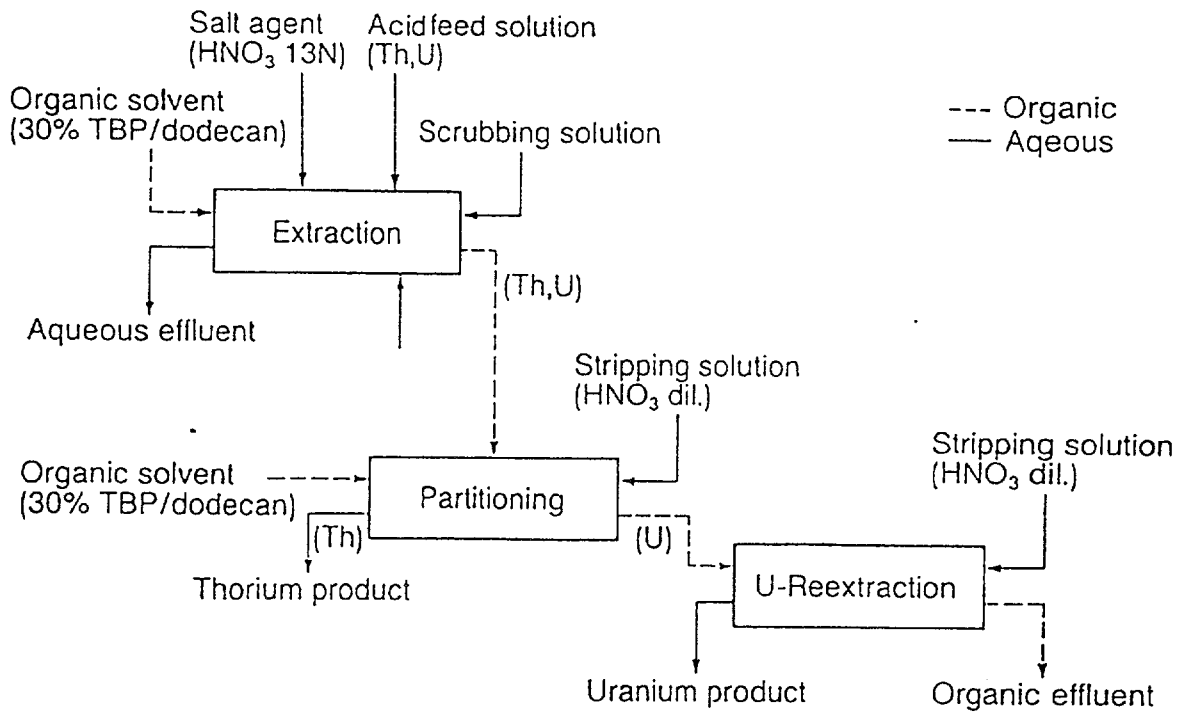 Salt agent
(HNO₃ 13N)
Acidfeed solution
(Th,U)
Organic solvent
(30% TBP/dodecan)
Scrubbing solution
Organic
Aqeous
Extraction
(Th,U)
Aqueous effluent
Stripping solution
(HNO₃ dil.)
Organic solvent
(30% TBP/dodecan)
Partitioning
(Th)
(U)
Thorium product
Stripping solution
(HNO₃ dil.)
U-Reextraction
Uranium product
Organic effluent